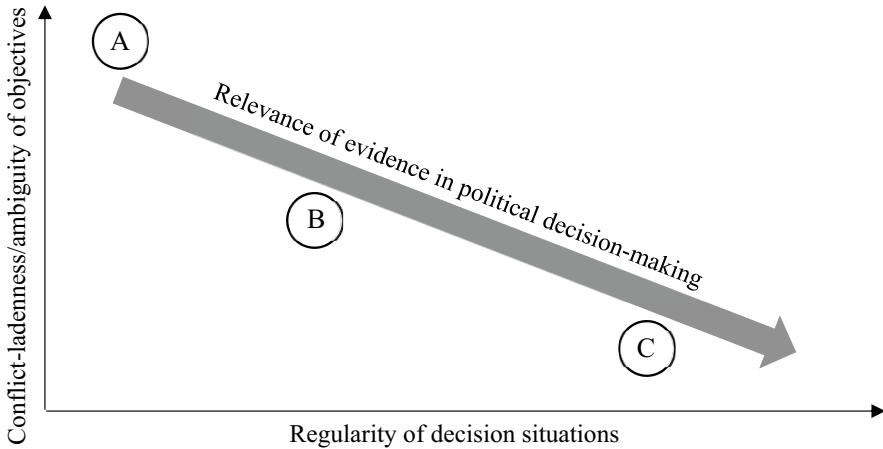 Conflict-ladenness/ambiguity of objectives
A
Relevance of evidence in political decision-making
B
C
Regularity of decision situations